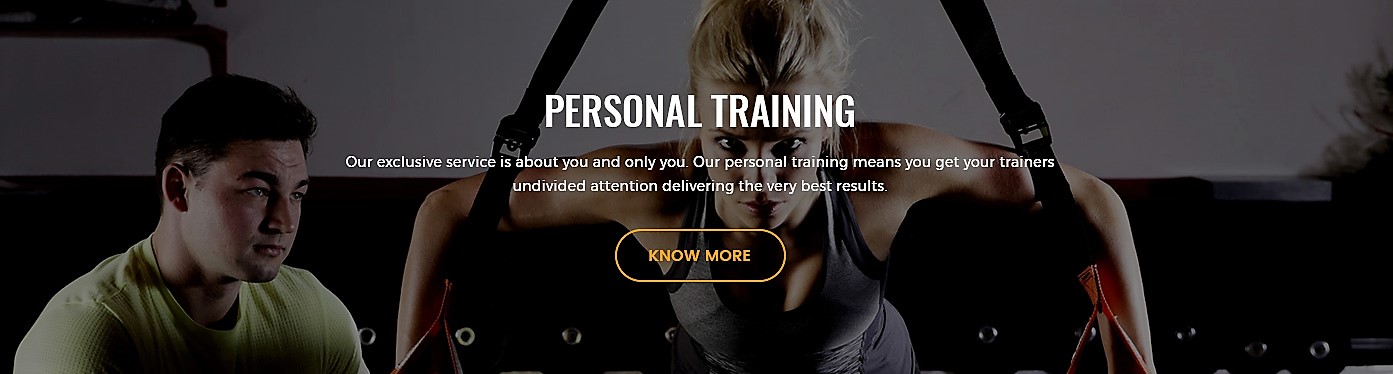 PERSONAL TRAINING
Our exclusive service is about you and only you. Our personal training means you get your trainers
undivided attention delivering the very best results.
KNOW MORE